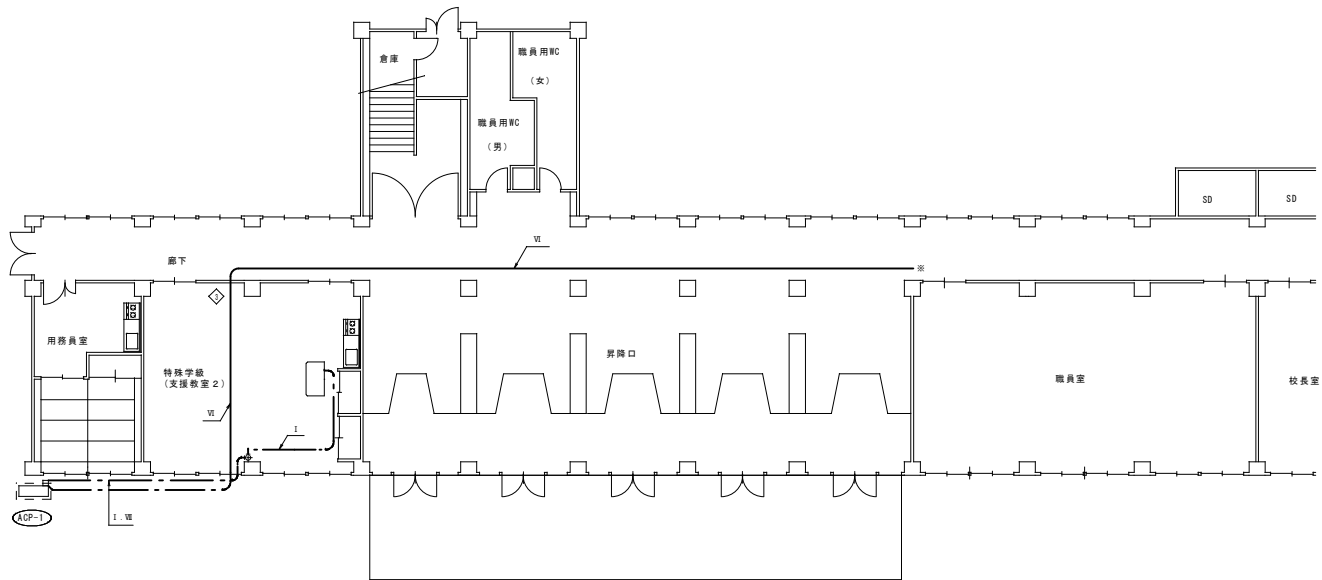 倉庫
職員用WC
(女)
職員用WC
(男)
SD
SD
VI
廊下
※
3
用務員室
特殊学級
(支援教室2)
昇降口
職員室
校長室
VI
I
ACP-1
I.VII